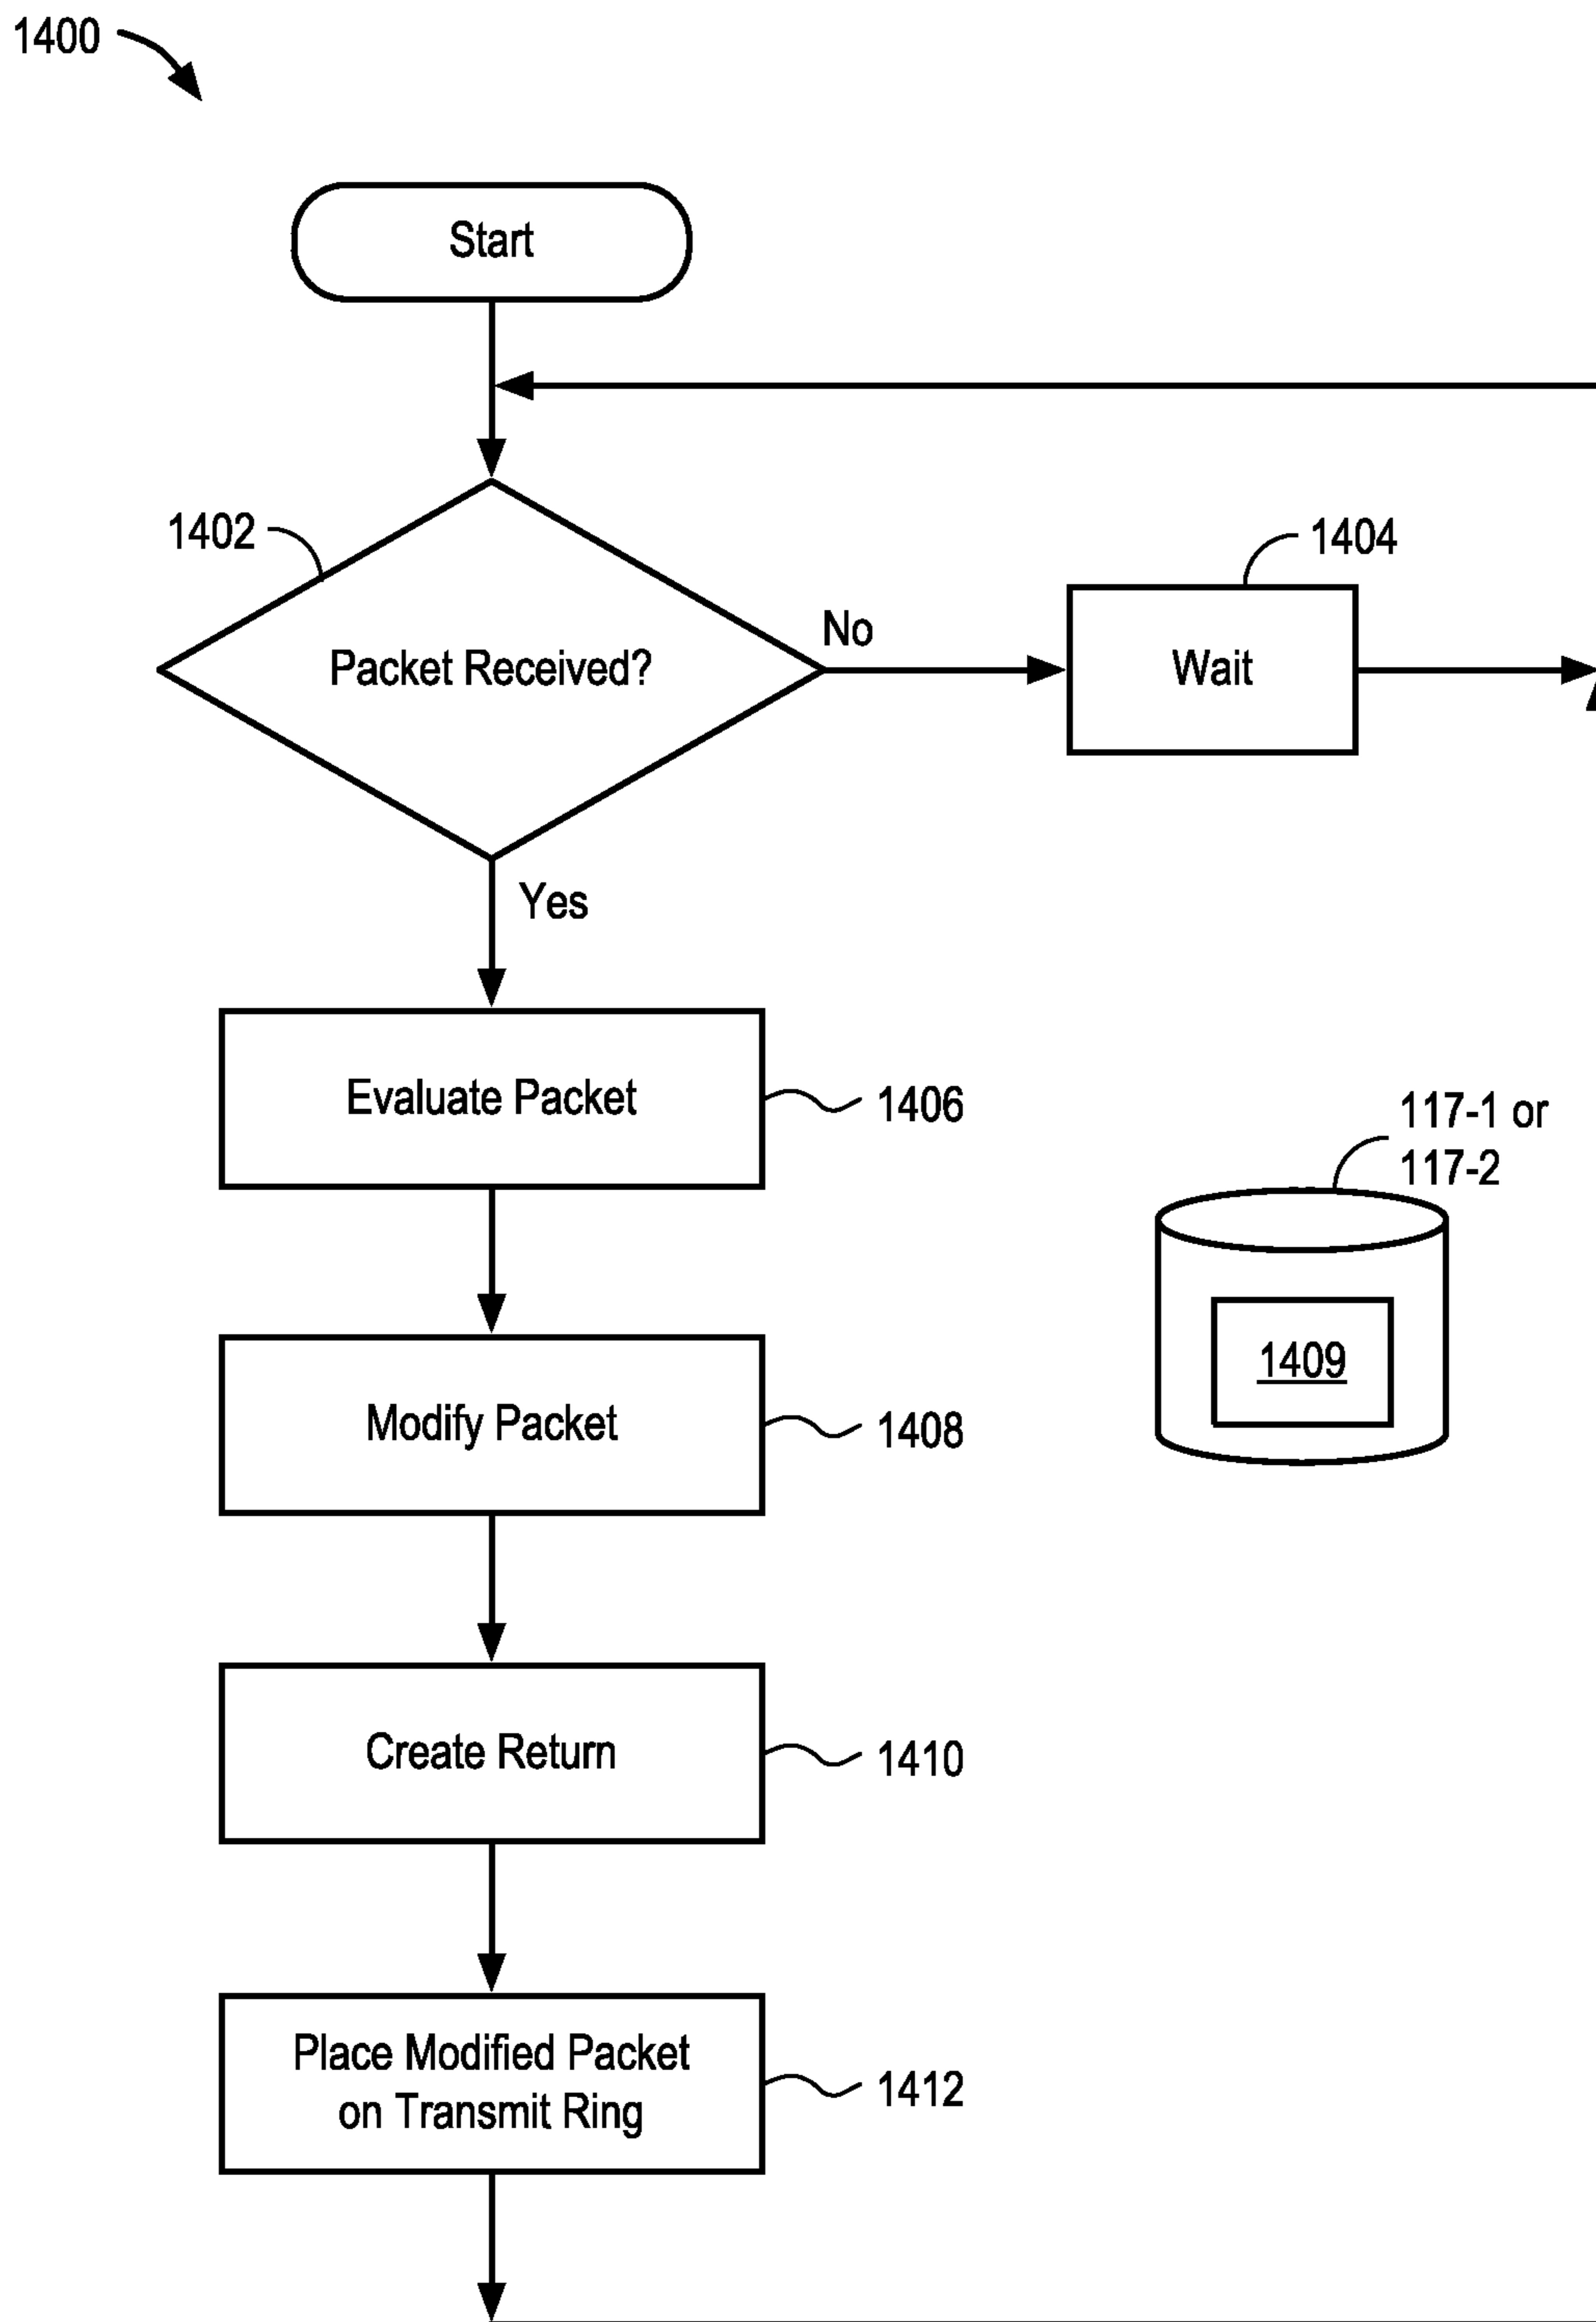 1400
Start
1402
Packet Received?
No
1404
Wait
Yes
Evaluate Packet
1406
117-1 or
117-2
1409
Modify Packet
1408
Create Return
1410
Place Modified Packet
on Transmit Ring
1412